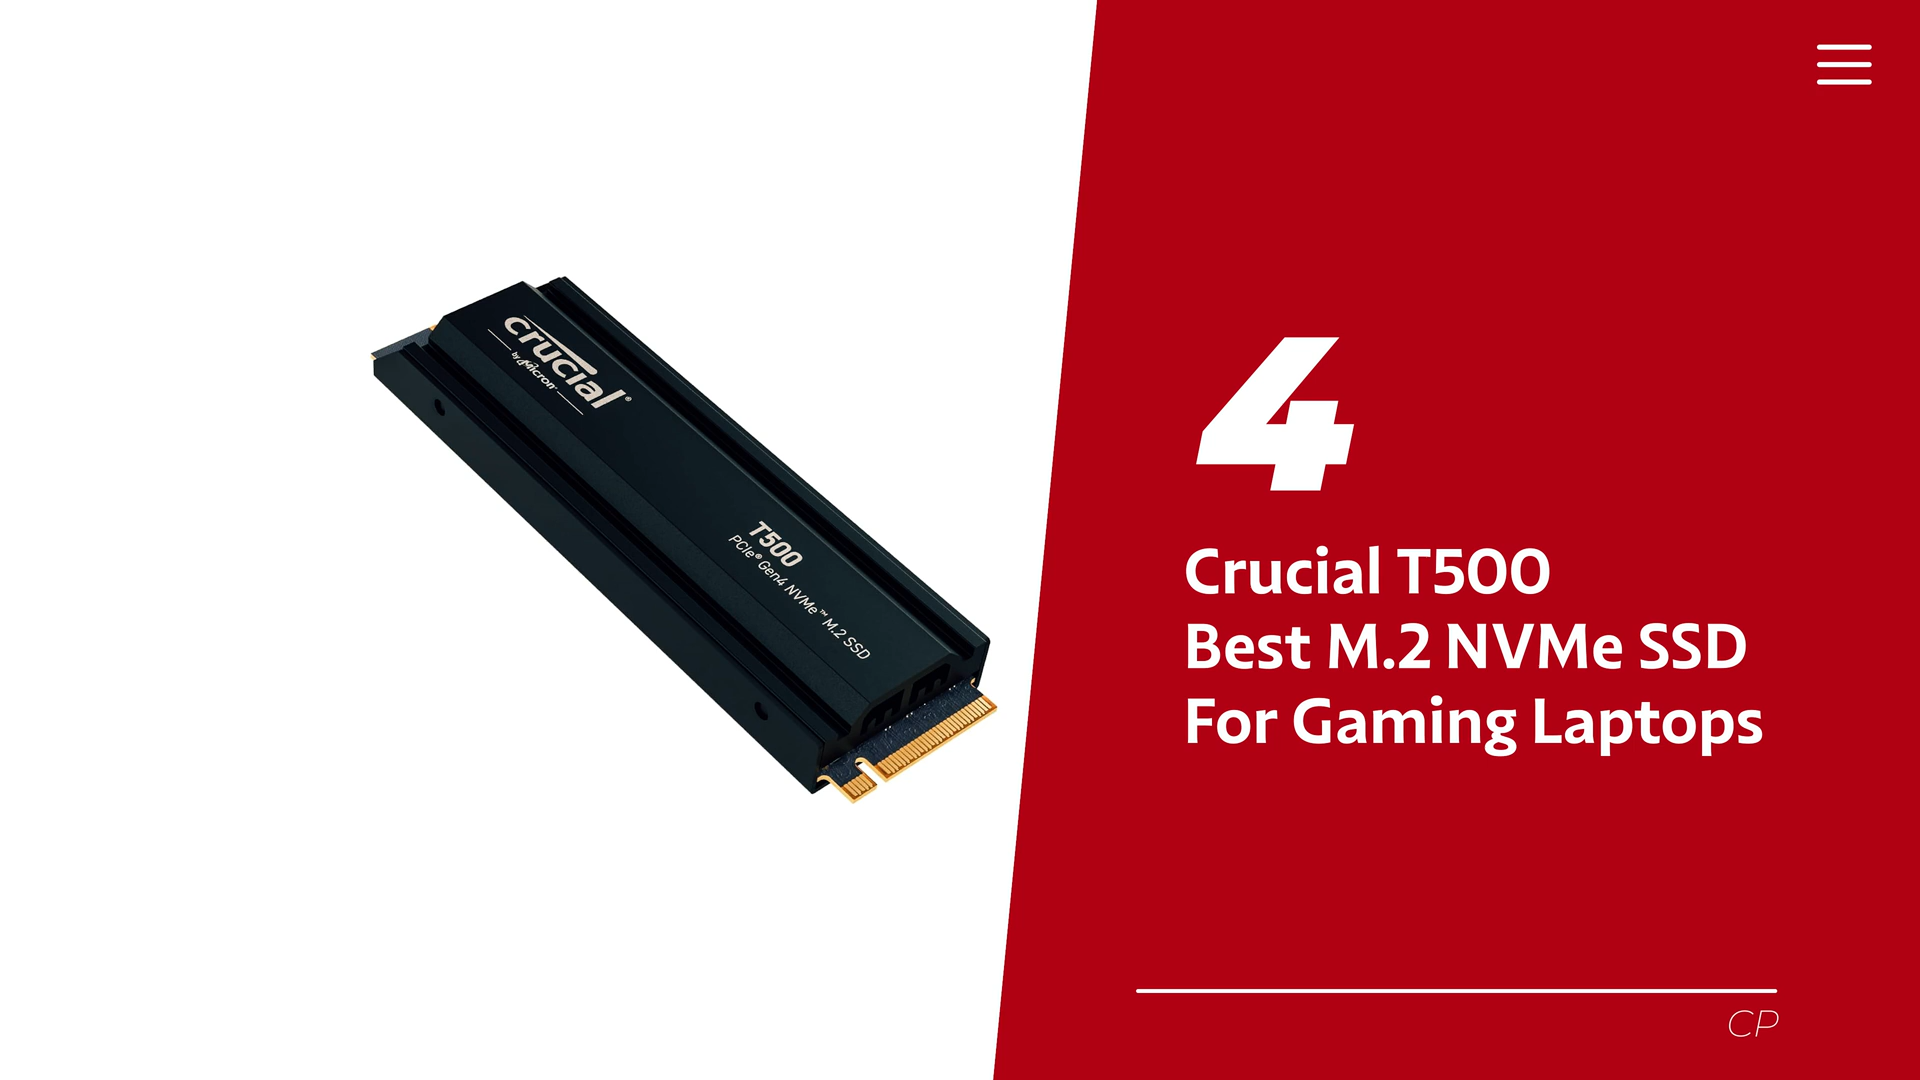 crucial®
by Micron®
T500
PCIe® Gen4 NVMe™ M.2 SSD
4
Crucial T500
Best M.2 NVMe SSD
For Gaming Laptops
CP